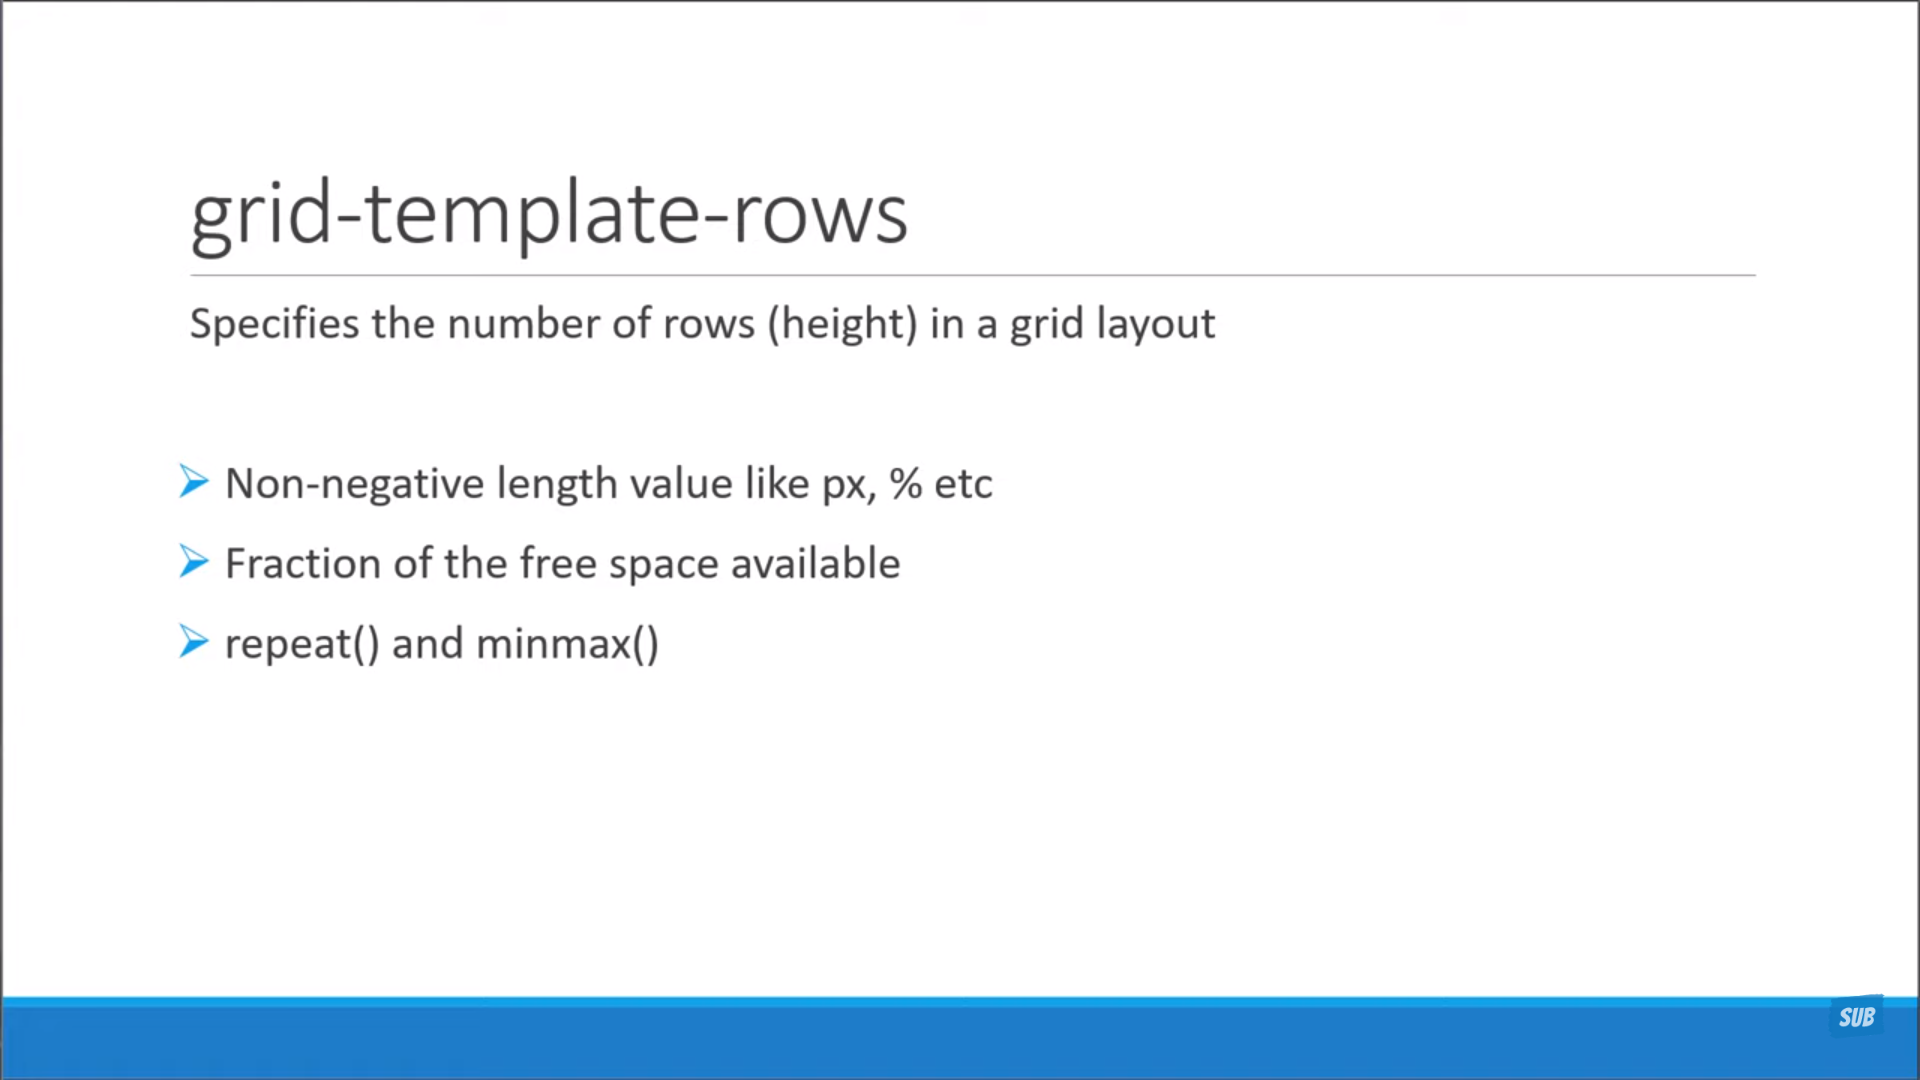 grid-template-rows
Specifies the number of rows (height) in a grid layout
Non-negative length value like px, % etc
Fraction of the free space available
repeat() and minmax()
SUB